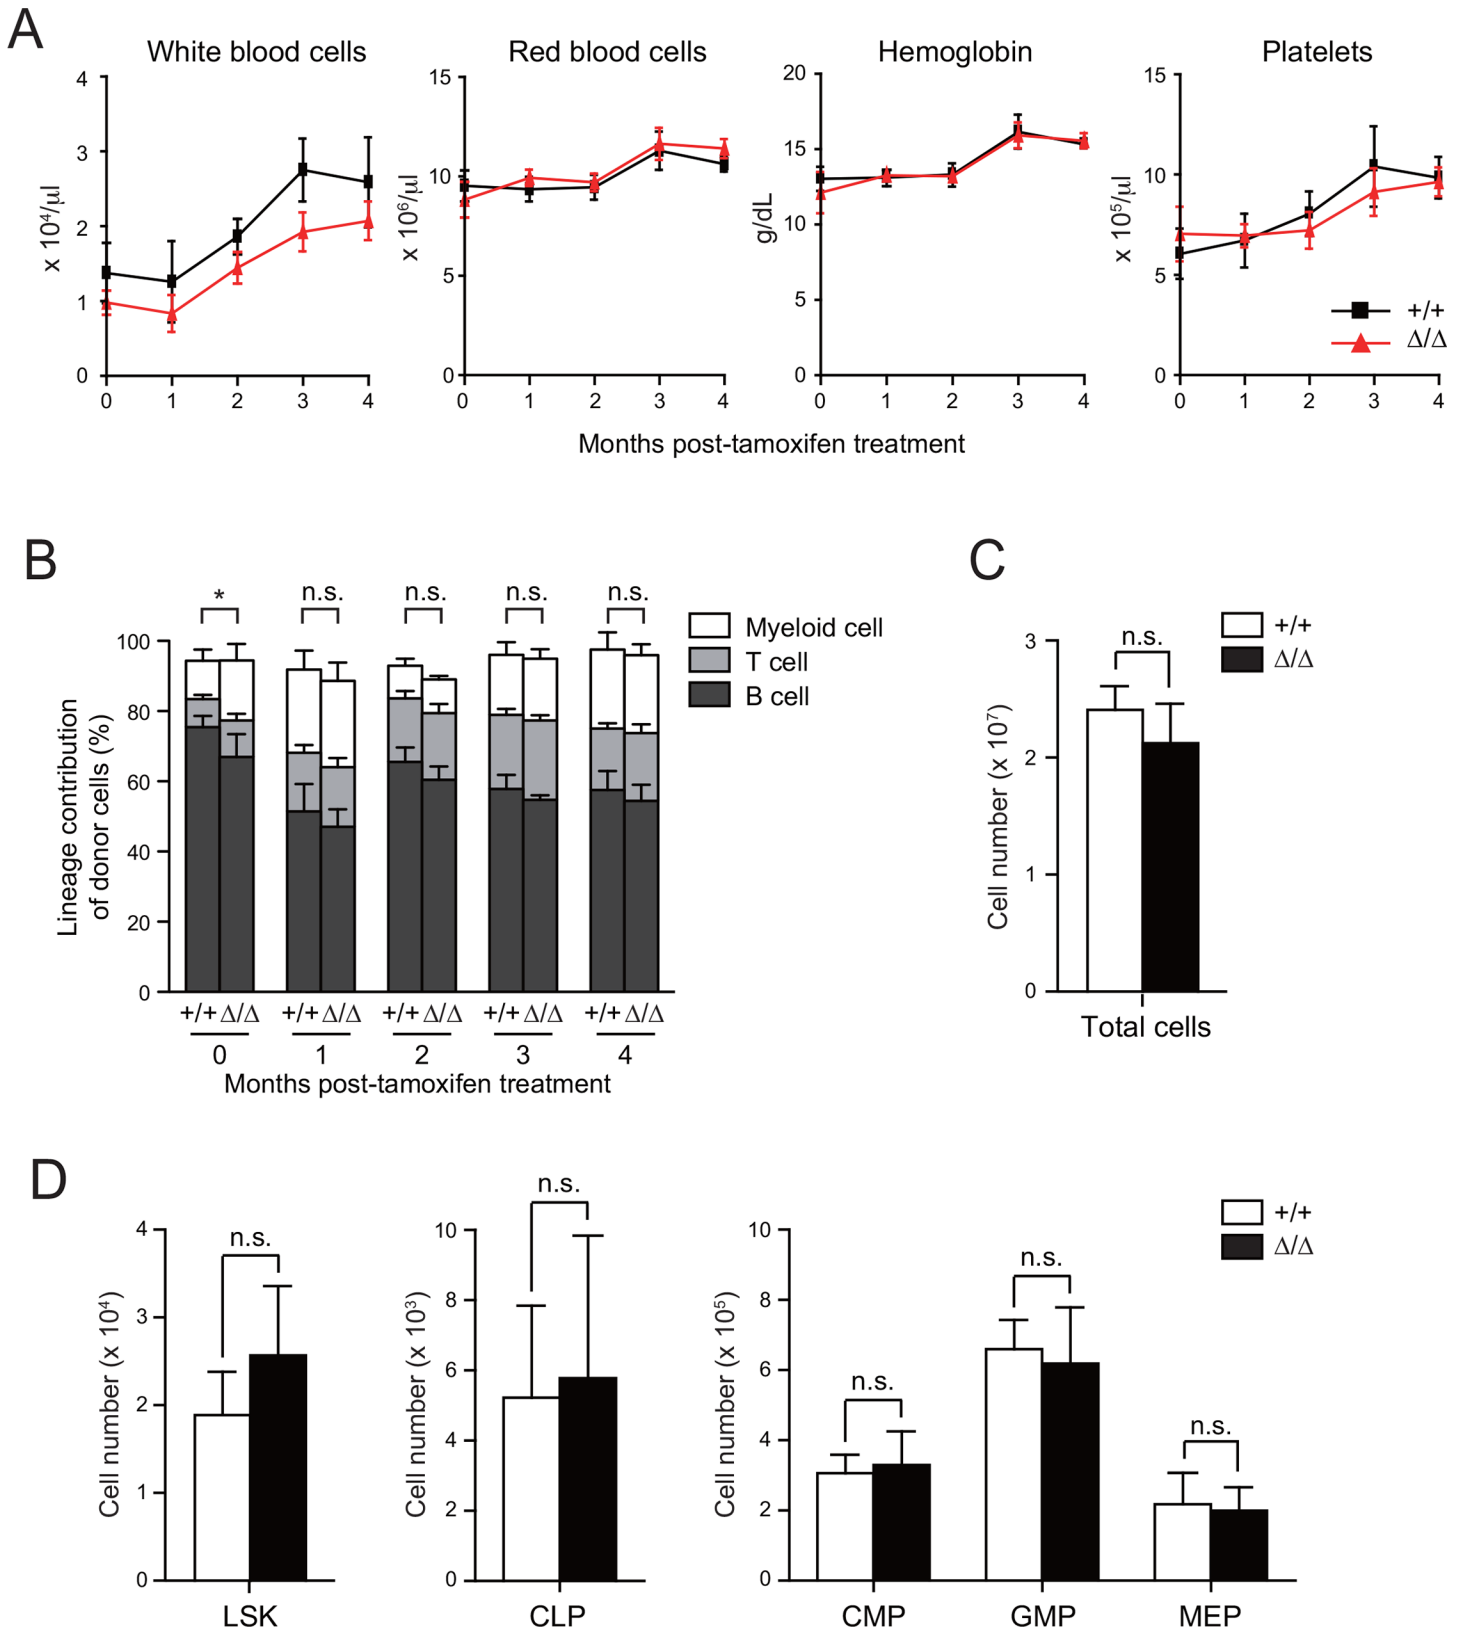 A
White blood cells
Red blood cells
Hemoglobin
Platelets
x 10⁴/µl
4
3
2
1
0
0 1 2 3 4
x 10⁶/µl
15
10
5
0
0 1 2 3 4
g/dL
20
15
10
5
0
0 1 2 3 4
x 10⁵/µl
15
10
5
0
0 1 2 3 4
+/+
Δ/Δ
Months post-tamoxifen treatment
B
* n.s. n.s. n.s. n.s.
Myeloid cell
T cell
B cell
Lineage contribution
of donor cells (%)
100
80
60
40
20
0
+/+ Δ/Δ +/+ Δ/Δ +/+ Δ/Δ +/+ Δ/Δ +/+ Δ/Δ
0 1 2 3 4
Months post-tamoxifen treatment
C
n.s.
+/+
Δ/Δ
Cell number (x 10⁷)
3
2
1
0
Total cells
D
n.s.
Cell number (x 10⁴)
4
3
2
1
0
LSK
n.s.
Cell number (x 10³)
10
8
6
4
2
0
CLP
+/+
Δ/Δ
Cell number (x 10⁵)
10
8
6
4
2
0
n.s. n.s. n.s.
CMP GMP MEP